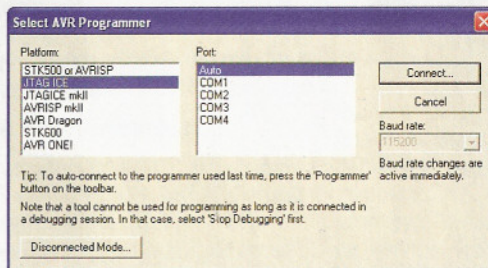 Select AVR Programmer
Platform:
STK500 or AVRISP
JTAG ICE
JTAGICE mkII
AVRISP mkII
AVR Dragon
STK600
AVR ONE!
Port:
Auto
COM1
COM2
COM3
COM4
Connect...
Cancel
Baud rate:
115200
Baud rate changes are
active immediately.
Tip: To auto-connect to the programmer used last time, press the 'Programmer'
button on the toolbar.
Note that a tool cannot be used for programming as long as it is connected in
a debugging session. In that case, select 'Stop Debugging' first.
Disconnected Mode...